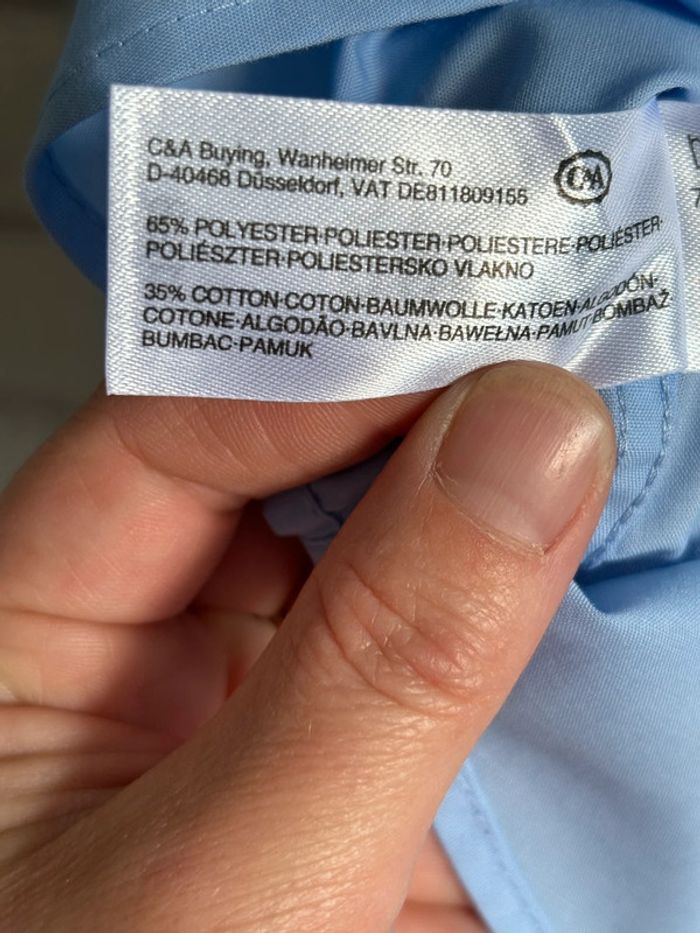 C&A Buying, Wanheimer Str. 70
D-40468 Düsseldorf, VAT DE811809155
C&A
65% POLYESTER·POLIESTER·POLIESTERE·POLIÉSTER·
POLIÉSZTER·POLIESTERSKO VLAKNO
35% COTTON·COTON·BAUMWOLLE·KATOEN·ALGODÓN·
COTONE·ALGODÃO·BAVLNA·BAWEŁNA·PAMUT·BOMBAŽ·
BUMBAC·PAMUK